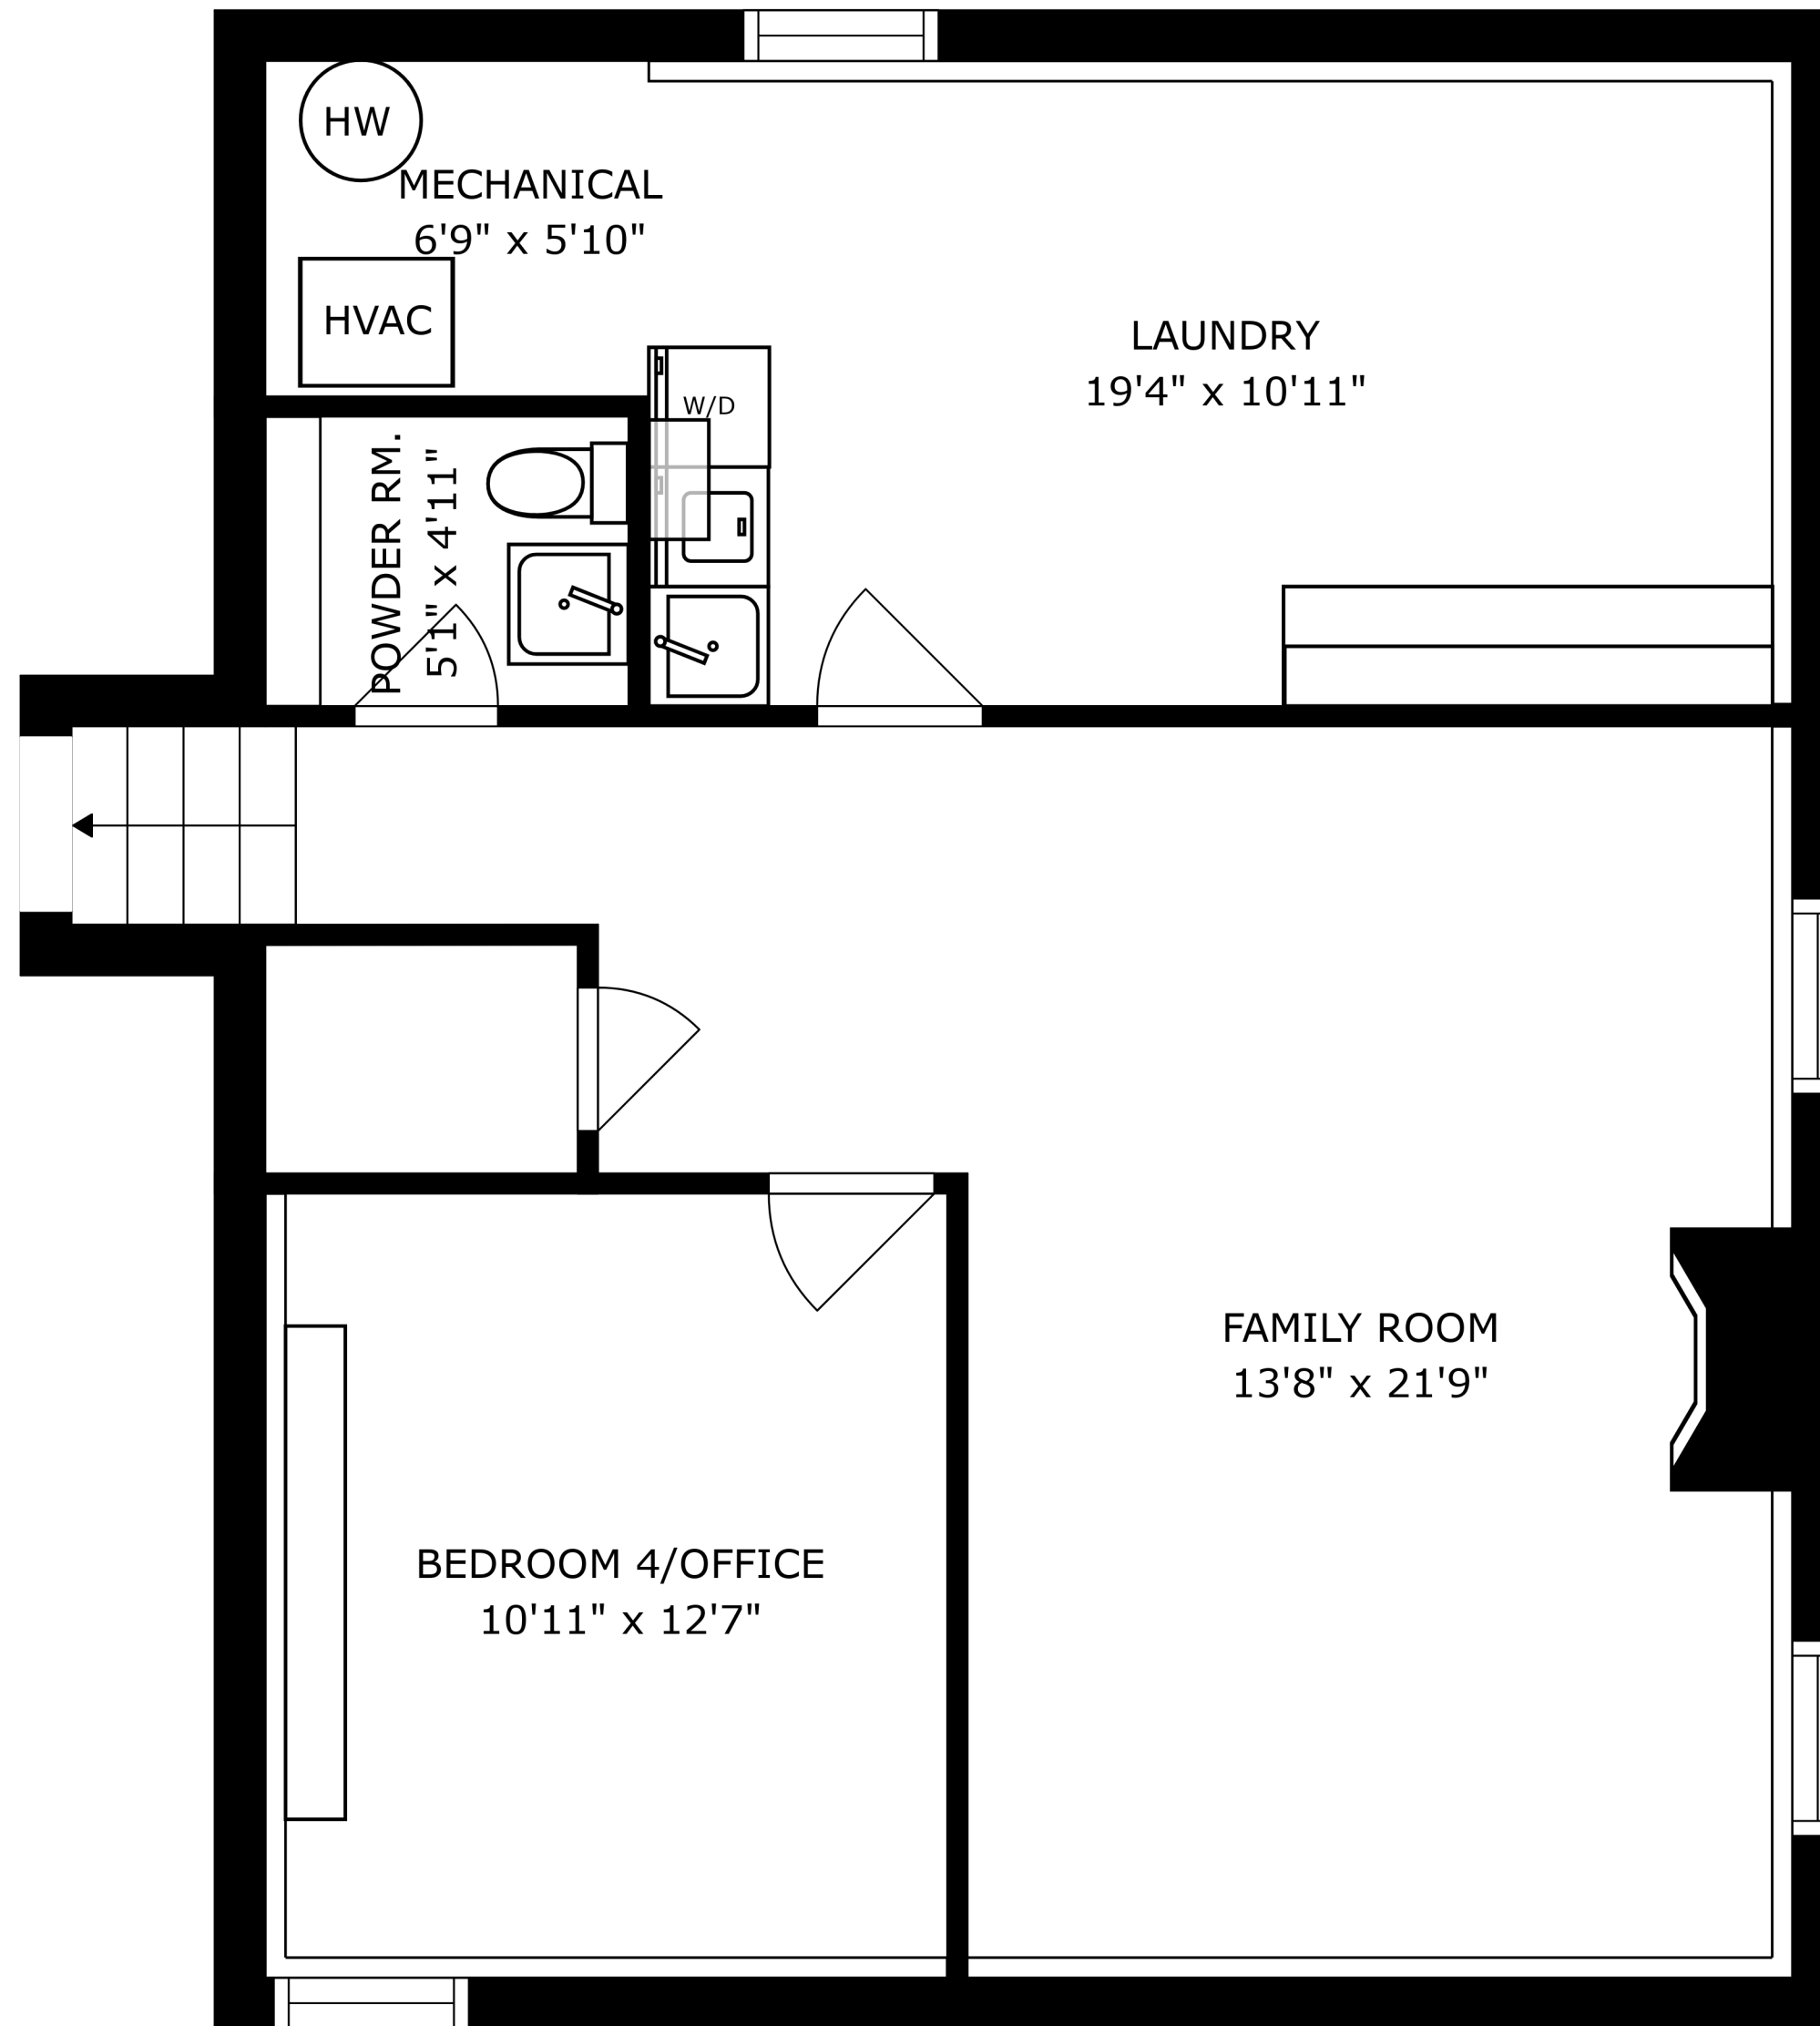 HW
MECHANICAL
6'9" x 5'10"
HVAC
LAUNDRY
19'4" x 10'11"
W/D
POWDER RM.
5'1" x 4'11"
FAMILY ROOM
13'8" x 21'9"
BEDROOM 4/OFFICE
10'11" x 12'7"